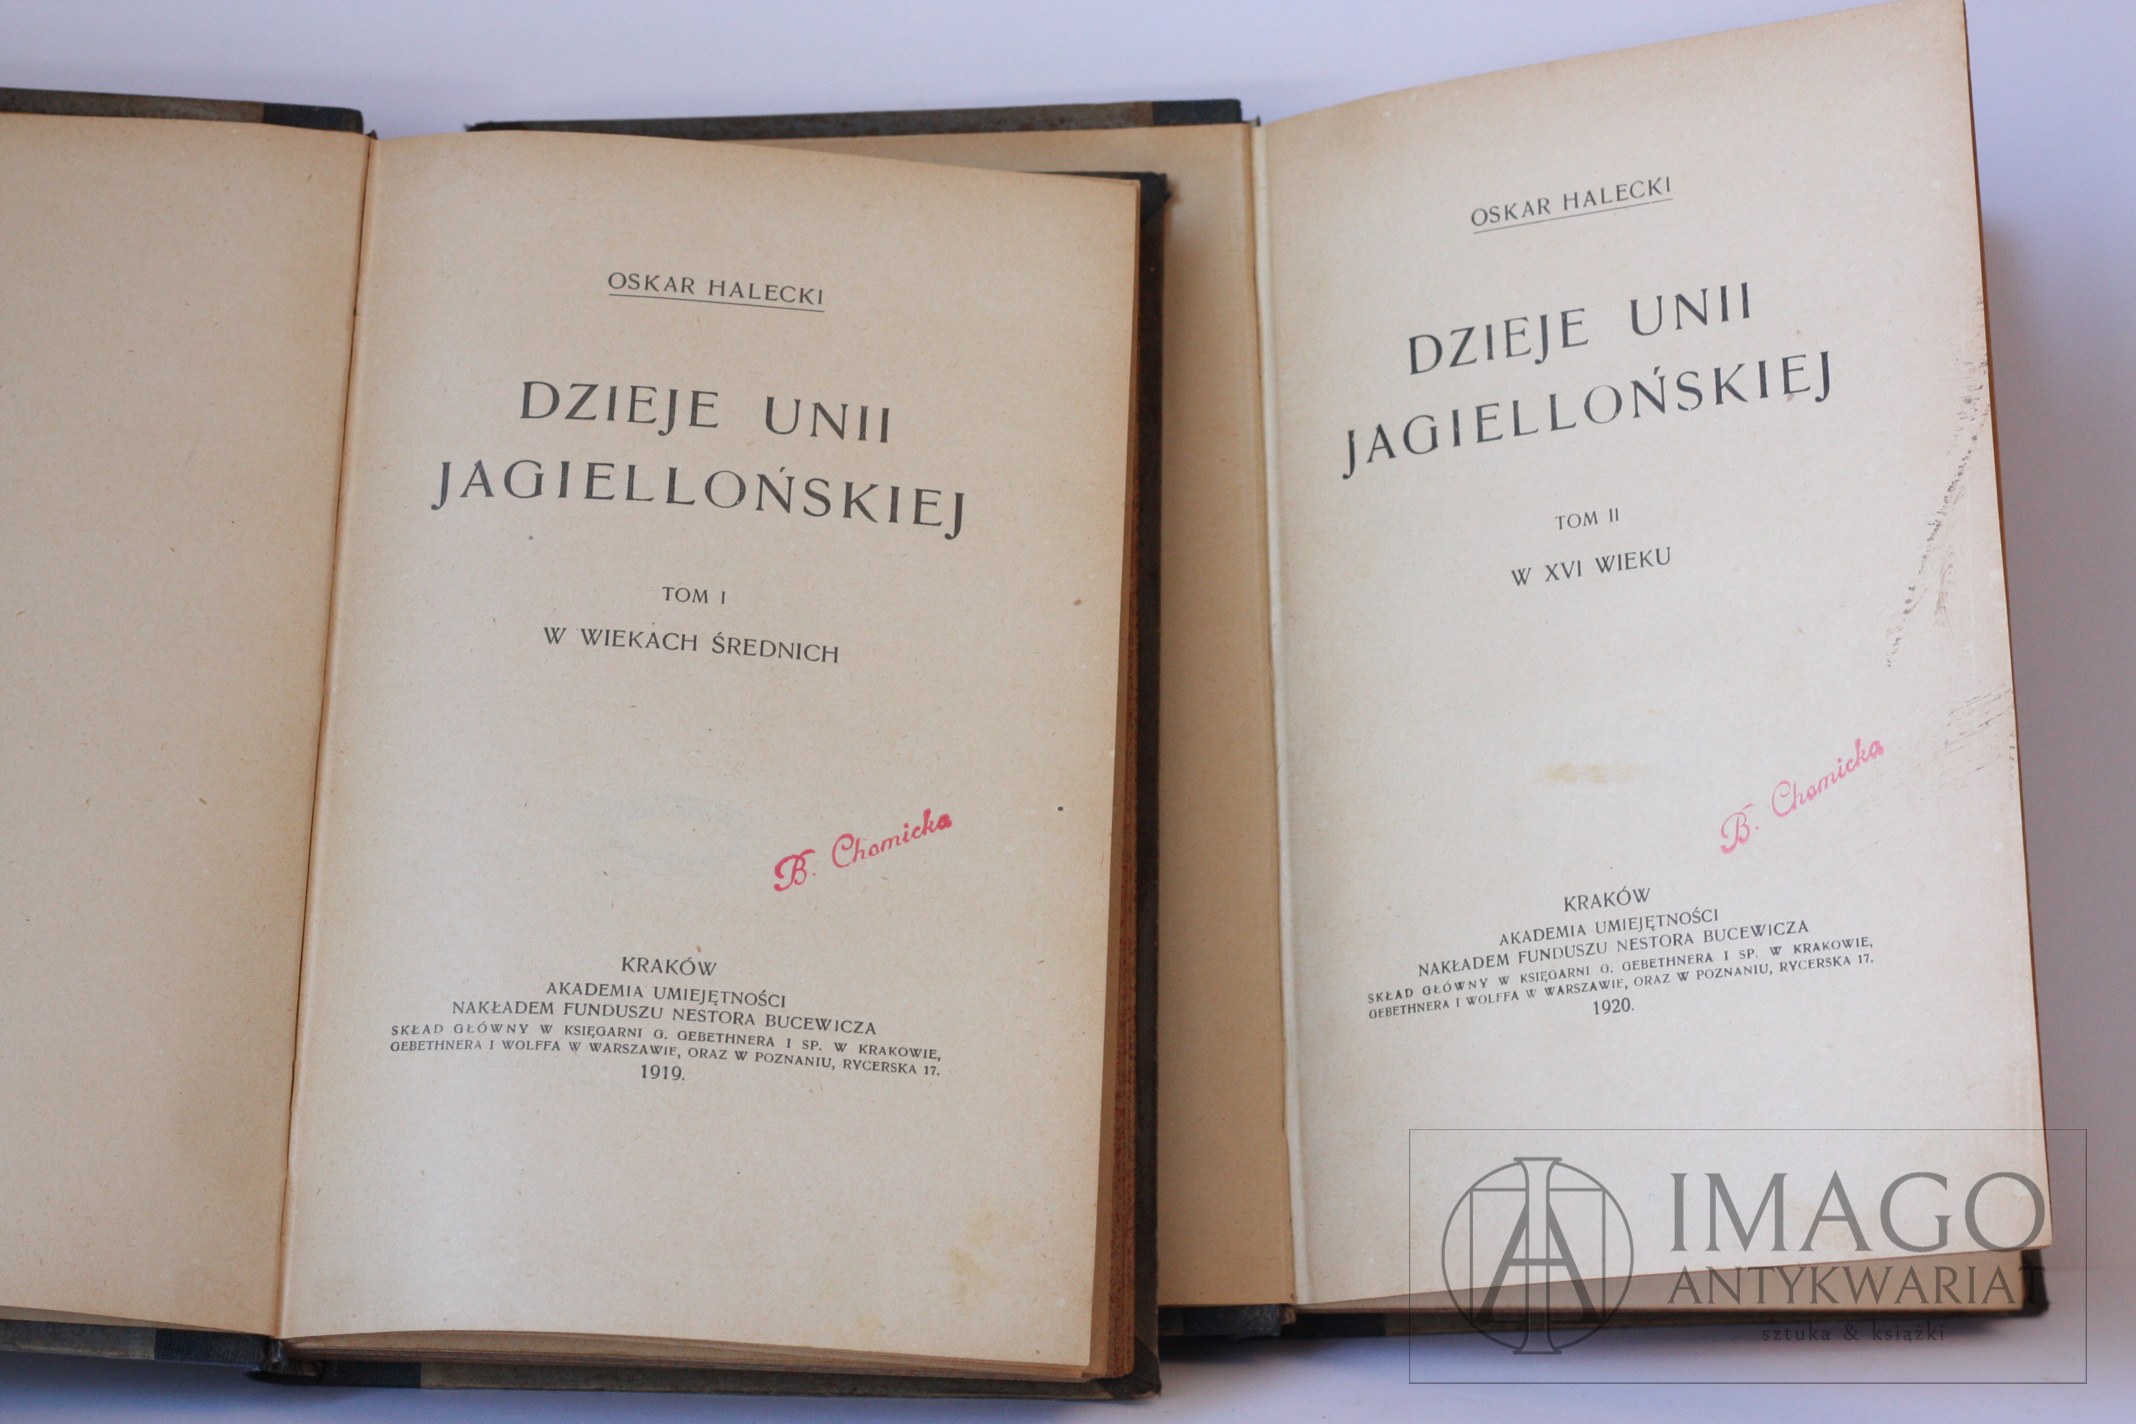 OSKAR HALECKI
DZIEJE UNII
JAGIELLOŃSKIEJ
TOM I
W WIEKACH ŚREDNICH
B. Chomicka
KRAKÓW
AKADEMIA UMIEJĘTNOŚCI
NAKŁADEM FUNDUSZU NESTORA BUCEWICZA
SKŁAD GŁÓWNY W KSIĘGARNI G. GEBETHNERA I SP. W KRAKOWIE,
GEBETHNERA I WOLFFA W WARSZAWIE, ORAZ W POZNANIU, RYCERSKA 17.
1919.
OSKAR HALECKI
DZIEJE UNII
JAGIELLOŃSKIEJ
TOM II
W XVI WIEKU
B. Chomicka
KRAKÓW
AKADEMIA UMIEJĘTNOŚCI
NAKŁADEM FUNDUSZU NESTORA BUCEWICZA
SKŁAD GŁÓWNY W KSIĘGARNI G. GEBETHNERA I SP. W KRAKOWIE,
GEBETHNERA I WOLFFA W WARSZAWIE, ORAZ W POZNANIU, RYCERSKA 17.
1920.
IMAGO
ANTYKWARIAT
sztuka & książki